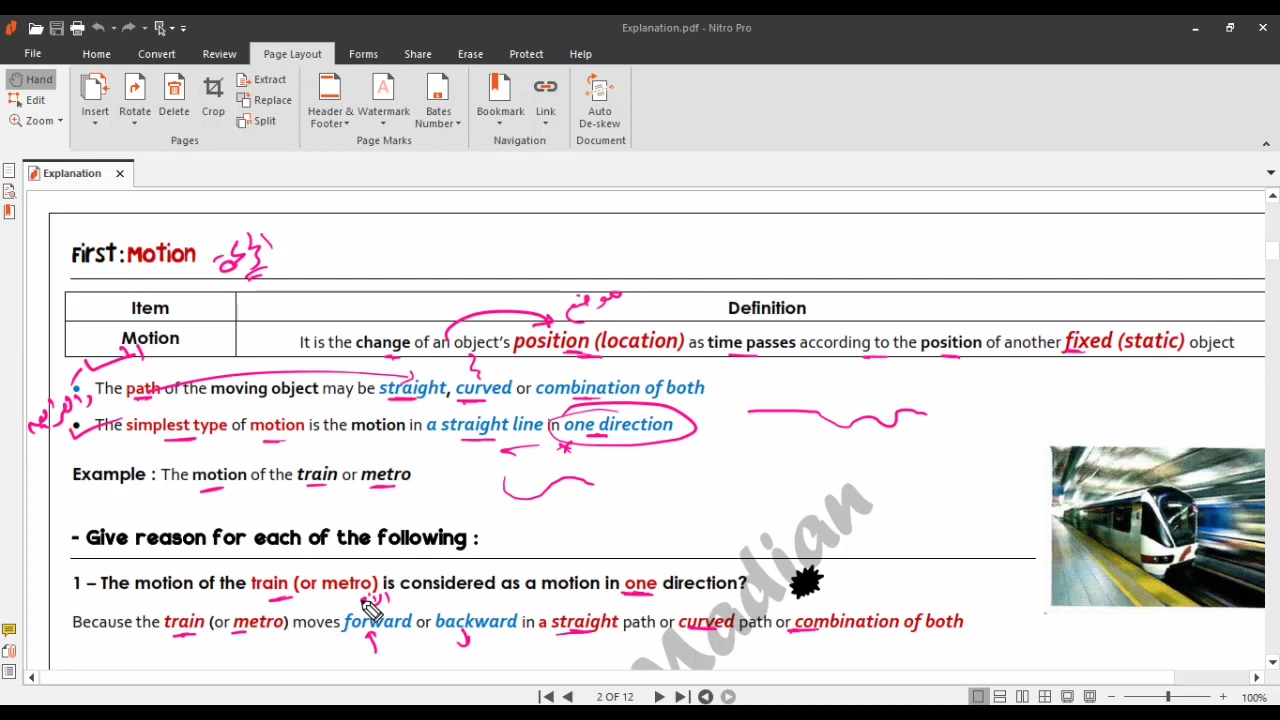 Explanation.pdf - Nitro Pro
File Home Convert Review Page Layout Forms Share Erase Protect Help
Hand
Edit
Zoom
Insert Rotate Delete Crop
Extract
Replace
Split
Pages
Header & Footer Watermark Bates Number
Page Marks
Bookmark Link
Navigation
Auto De-skew
Document
Explanation
First: Motion
Item Definition
Motion It is the change of an object's position (location) as time passes according to the position of another fixed (static) object
• The path of the moving object may be straight, curved or combination of both
• The simplest type of motion is the motion in a straight line in one direction
Example : The motion of the train or metro
- Give reason for each of the following :
1 – The motion of the train (or metro) is considered as a motion in one direction?
Because the train (or metro) moves forward or backward in a straight path or curved path or combination of both
Madian
2 OF 12
100%